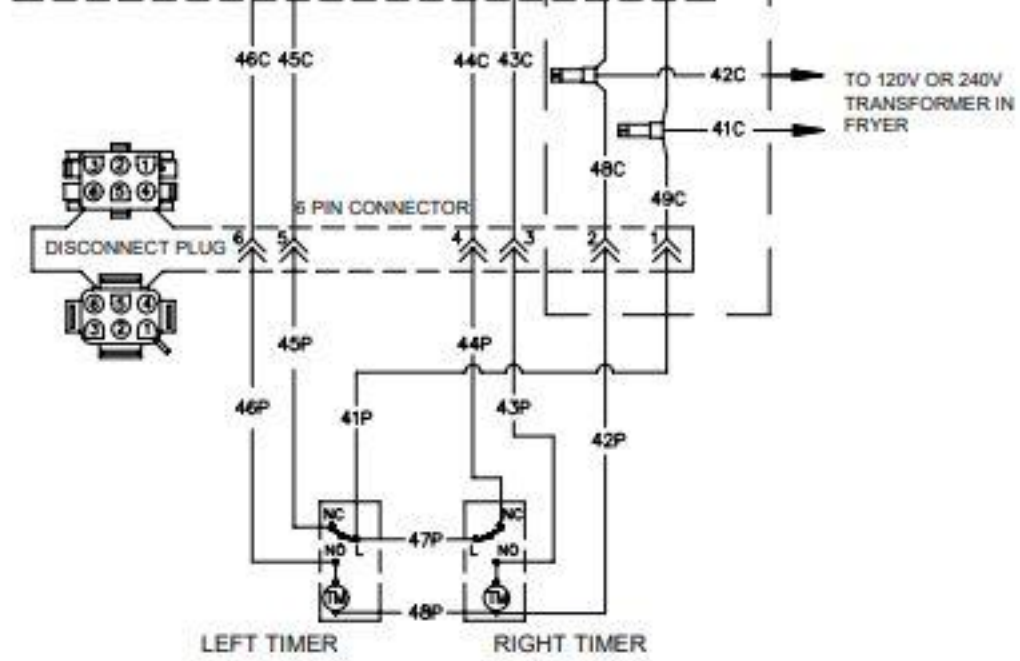 46C 45C 44C 43C
42C
TO 120V OR 240V
TRANSFORMER IN
FRYER
41C
3 2 1
6 5 4
48C
49C
6 PIN CONNECTOR
DISCONNECT PLUG 6 5 4 3 2 1
6 5 4
3 2 1
45P 44P
46P 41P 43P
42P
NC NC
47P
NO L L NO
TM TM
48P
LEFT TIMER RIGHT TIMER